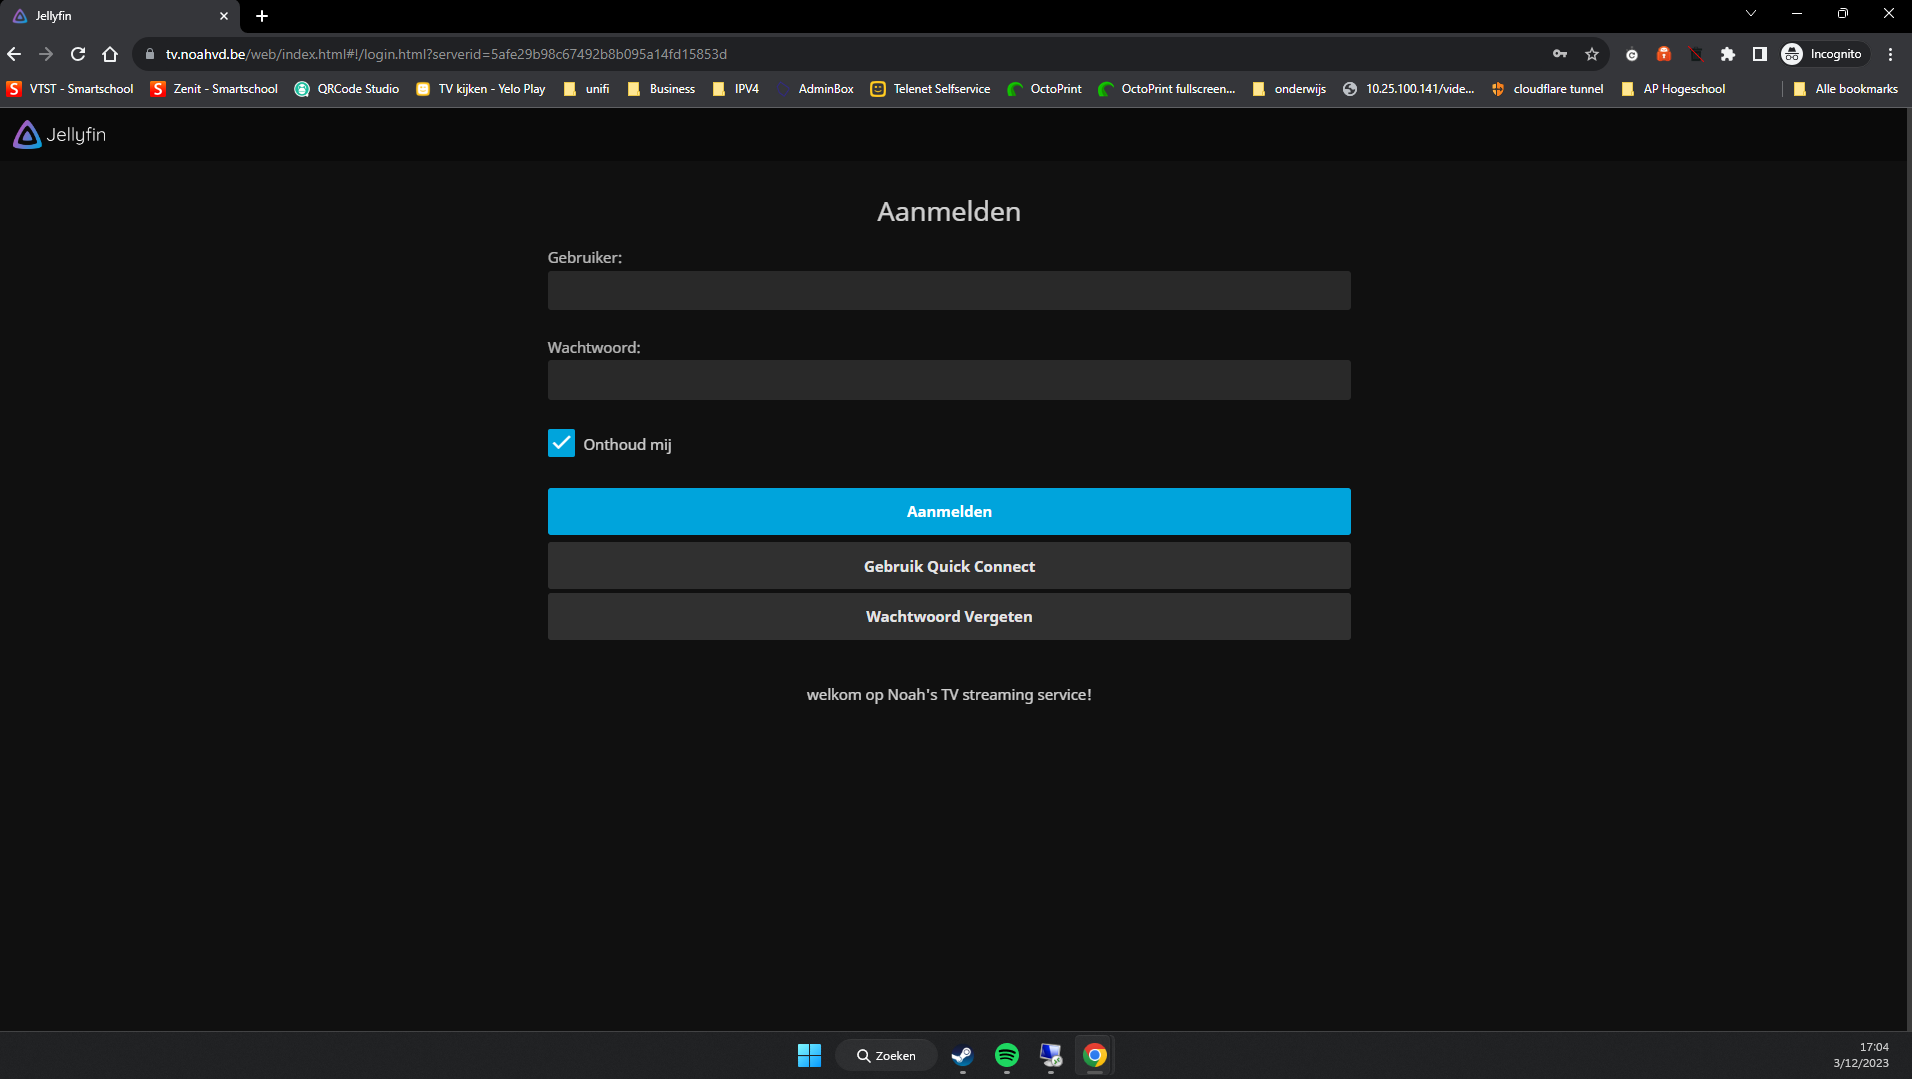 Jellyfin
tv.noahvd.be/web/index.html#!/login.html?serverid=5afe29b98c67492b8b095a14fd15853d
Incognito
VTST - Smartschool
Zenit - Smartschool
QRCode Studio
TV kijken - Yelo Play
unifi
Business
IPV4
AdminBox
Telenet Selfservice
OctoPrint
OctoPrint fullscreen...
onderwijs
10.25.100.141/vide...
cloudflare tunnel
AP Hogeschool
Alle bookmarks
Jellyfin
Aanmelden
Gebruiker:
Wachtwoord:
Onthoud mij
Aanmelden
Gebruik Quick Connect
Wachtwoord Vergeten
welkom op Noah's TV streaming service!
Zoeken
17:04
3/12/2023